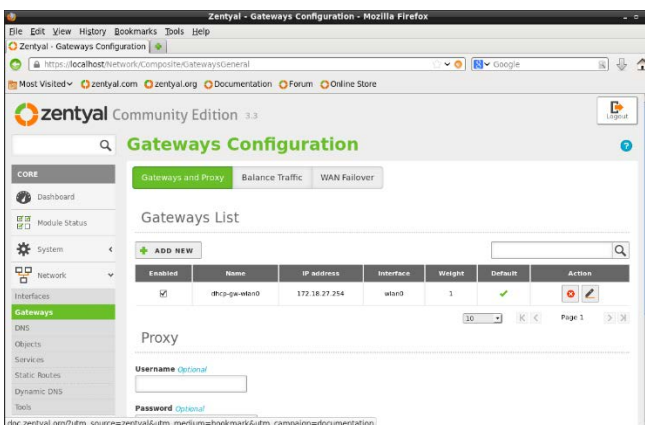 Zentyal - Gateways Configuration - Mozilla Firefox
File Edit View History Bookmarks Tools Help
Zentyal - Gateways Configuration
https://localhost/Network/Composite/GatewaysGeneral
Google
Most Visited zentyal.com zentyal.org Documentation Forum Online Store
zentyal Community Edition 3.3
Logout
Gateways Configuration
CORE
Dashboard
Module Status
System
Network
Interfaces
Gateways
DNS
Objects
Services
Static Routes
Dynamic DNS
Tools
Gateways and Proxy Balance Traffic WAN Failover
Gateways List
ADD NEW
Enabled Name IP address Interface Weight Default Action
dhcp-gw-wlan0 172.18.27.254 wlan0 1
10 Page 1
Proxy
Username Optional
Password Optional
doc.zentyal.org/?utm_source=zentyal&utm_medium=bookmark&utm_campaign=documentation